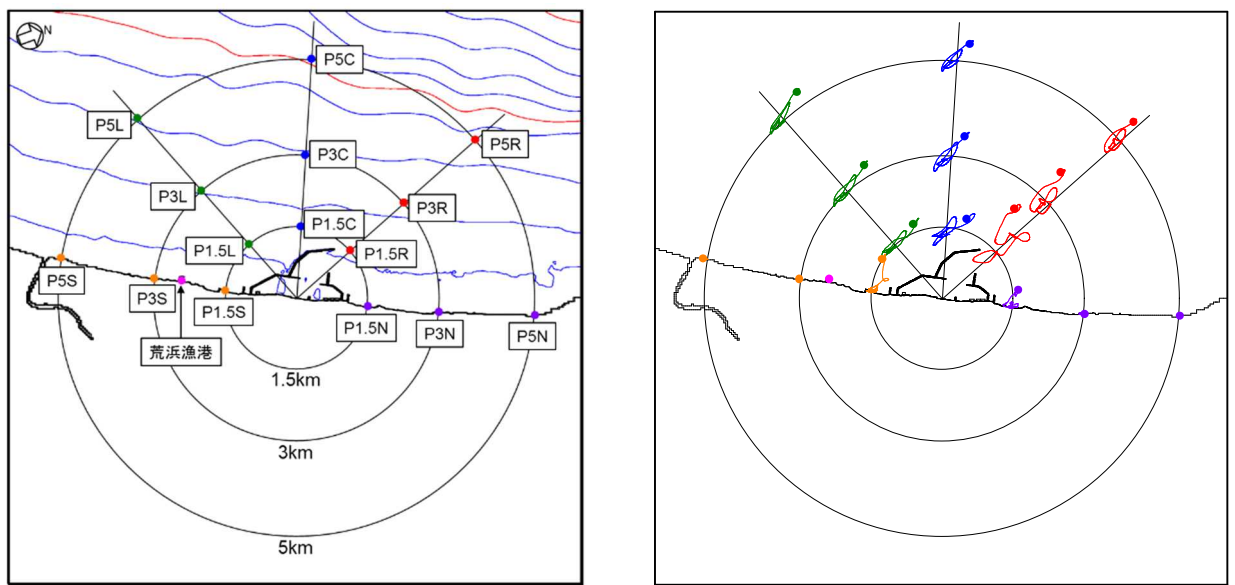 N
P5C
P5L
P5R
P3C
P3L
P3R
P1.5C
P1.5L
P1.5R
P5S
P3S
P1.5S
P1.5N
P3N
P5N
荒浜漁港
1.5km
3km
5km